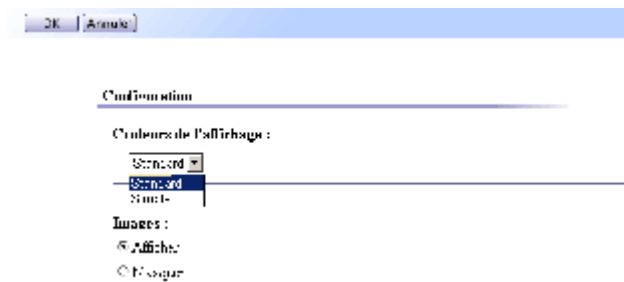 OK Annuler
Configuration
Couleurs de l'affichage :
Standard
Standard
Simple
Images :
Afficher
Masquer